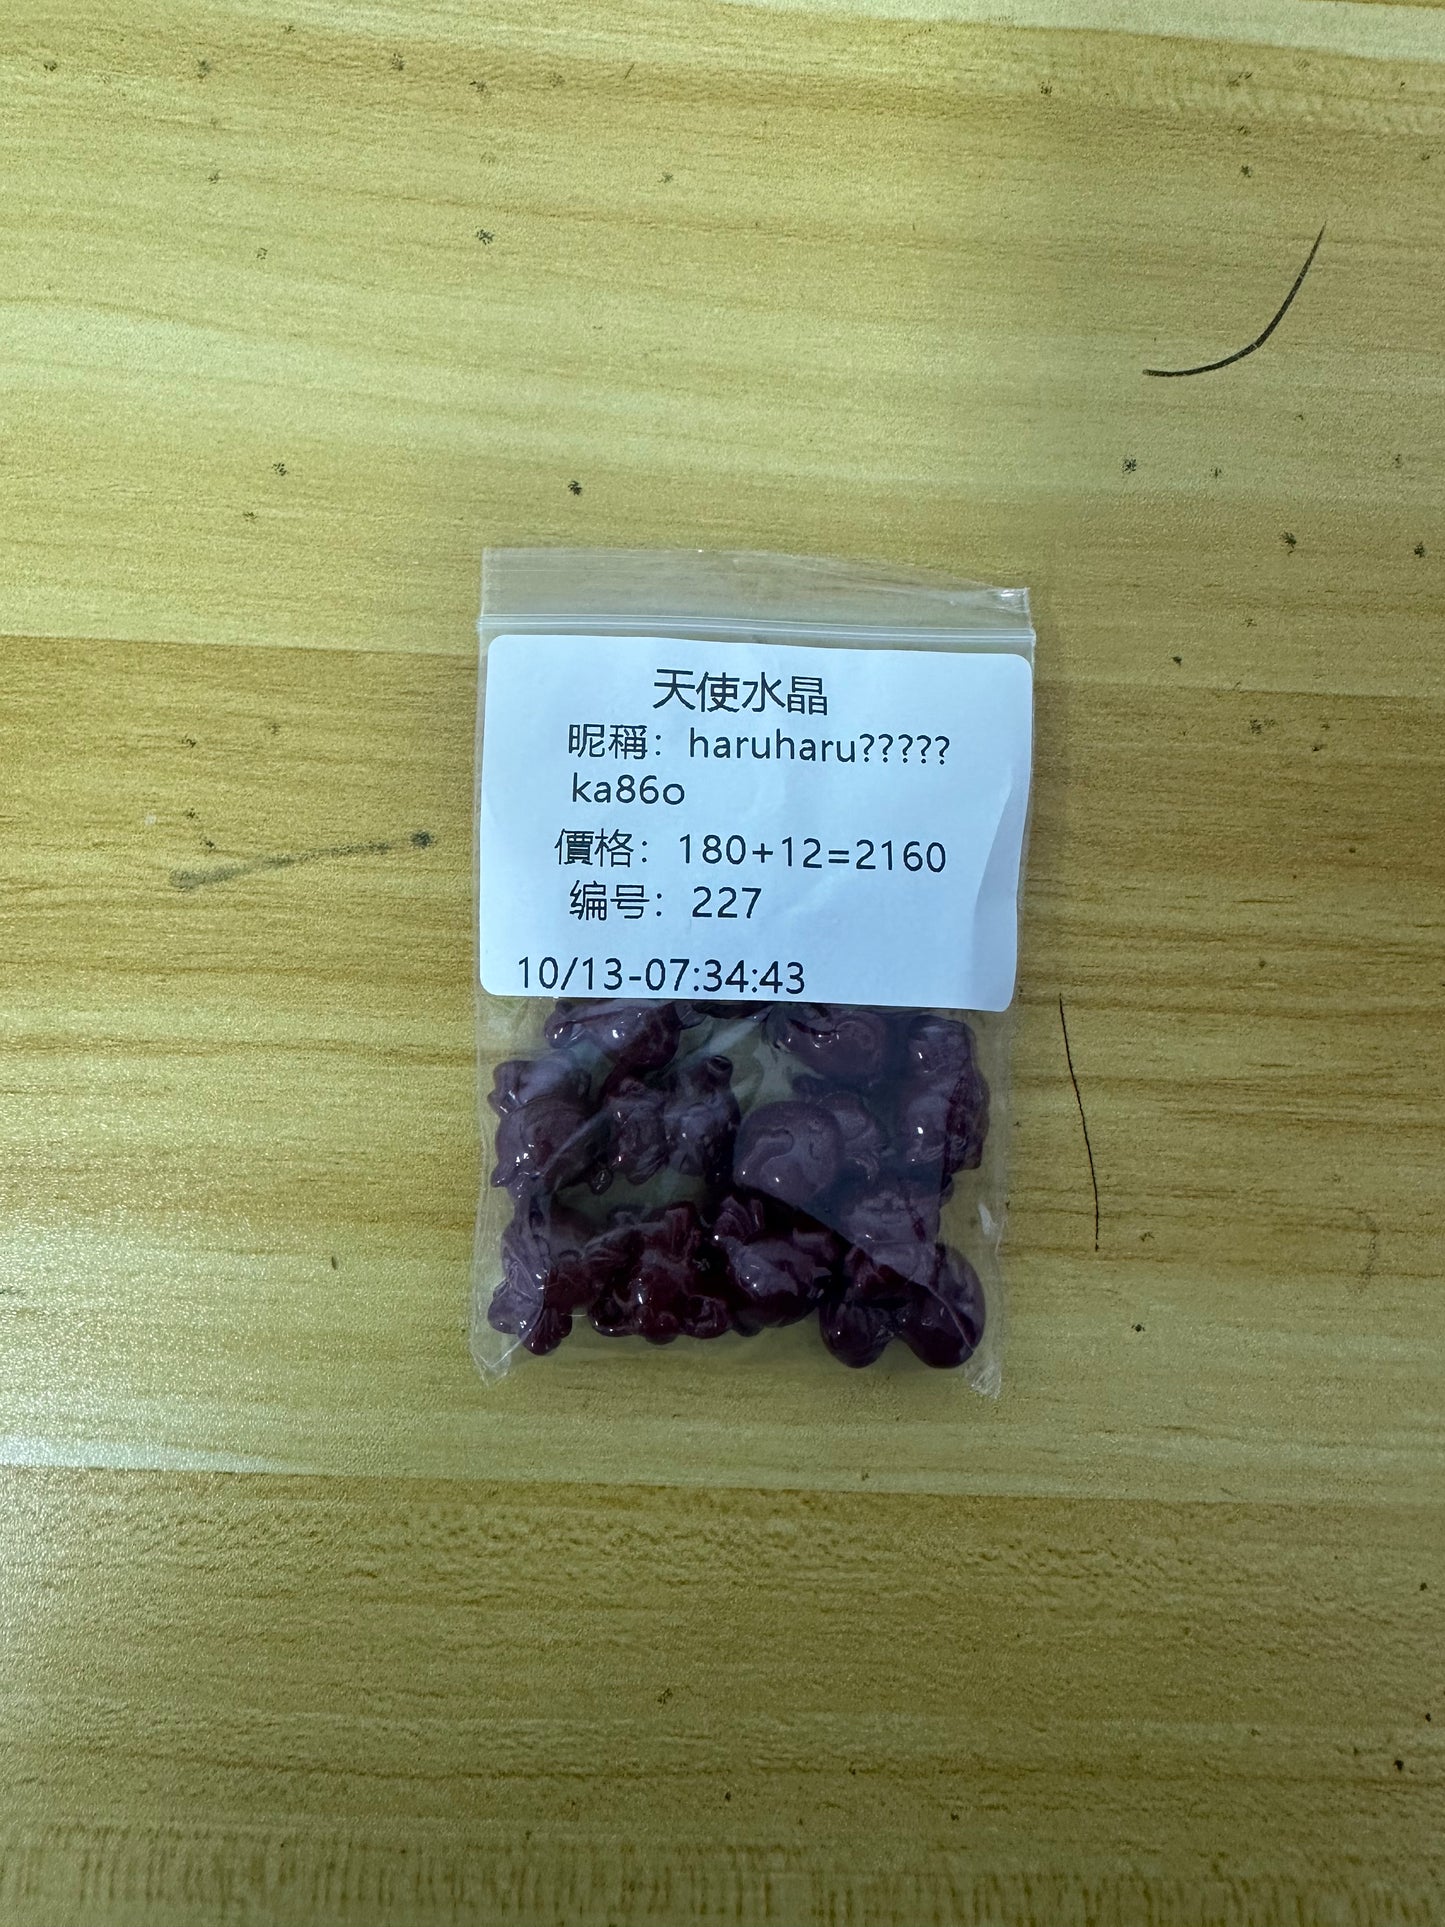 天使水晶
昵稱：haruharu?????
ka86o
價格：180+12=2160
编号：227
10/13-07:34:43